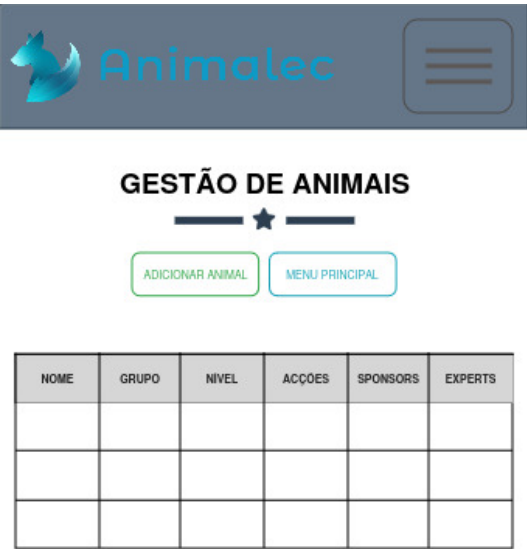 Animalec
GESTÃO DE ANIMAIS
ADICIONAR ANIMAL MENU PRINCIPAL
NOME GRUPO NÍVEL ACÇÕES SPONSORS EXPERTS